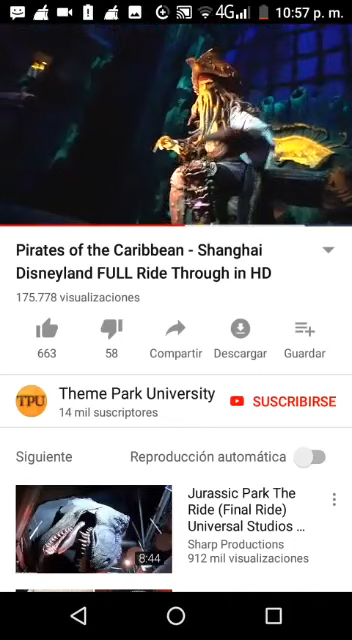 4G 10:57 p. m.
Pirates of the Caribbean - Shanghai
Disneyland FULL Ride Through in HD
175.778 visualizaciones
663
58
Compartir
Descargar
Guardar
TPU
Theme Park University
14 mil suscriptores
SUSCRIBIRSE
Siguiente
Reproducción automática
8:44
Jurassic Park The
Ride (Final Ride)
Universal Studios ...
Sharp Productions
912 mil visualizaciones